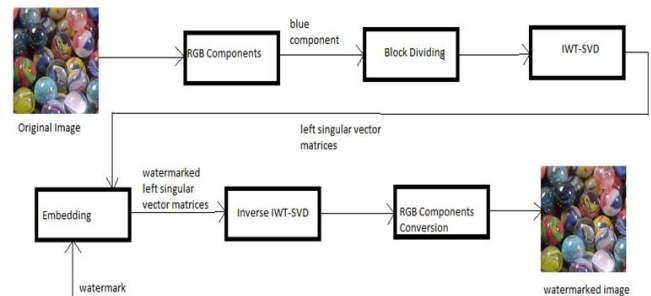 blue
component
RGB Components
Block Dividing
IWT-SVD
Original Image
left singular vector
matrices
watermarked
left singular
vector matrices
Embedding
Inverse IWT-SVD
RGB Components
Conversion
watermark
watermarked image